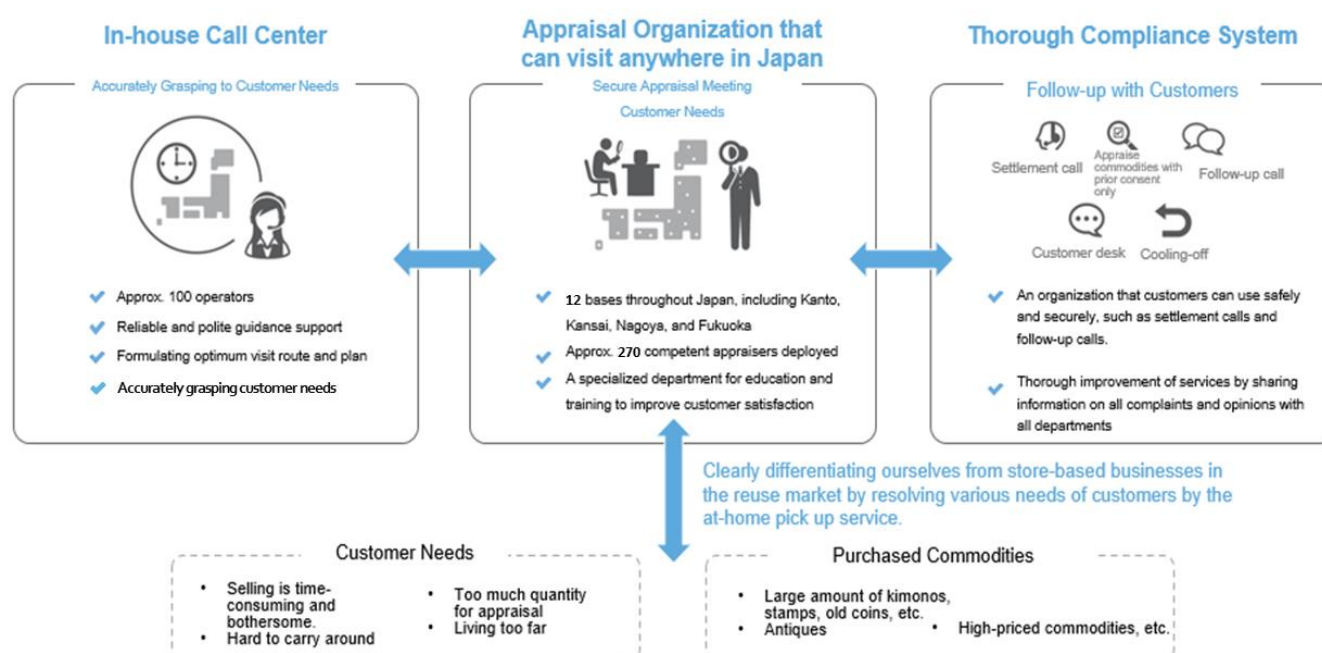 In-house Call Center
Accurately Grasping to Customer Needs
Approx. 100 operators
Reliable and polite guidance support
Formulating optimum visit route and plan
Accurately grasping customer needs
Appraisal Organization that
can visit anywhere in Japan
Secure Appraisal Meeting
Customer Needs
12 bases throughout Japan, including Kanto,
Kansai, Nagoya, and Fukuoka
Approx. 270 competent appraisers deployed
A specialized department for education and
training to improve customer satisfaction
Thorough Compliance System
Follow-up with Customers
Settlement call
Appraise
commodities with
prior consent
only
Follow-up call
Customer desk
Cooling-off
An organization that customers can use safely
and securely, such as settlement calls and
follow-up calls.
Thorough improvement of services by sharing
information on all complaints and opinions with
all departments
Clearly differentiating ourselves from store-based businesses in
the reuse market by resolving various needs of customers by the
at-home pick up service.
Customer Needs
• Selling is time-
consuming and
bothersome.
• Hard to carry around
• Too much quantity
for appraisal
• Living too far
Purchased Commodities
• Large amount of kimonos,
stamps, old coins, etc.
• Antiques
• High-priced commodities, etc.